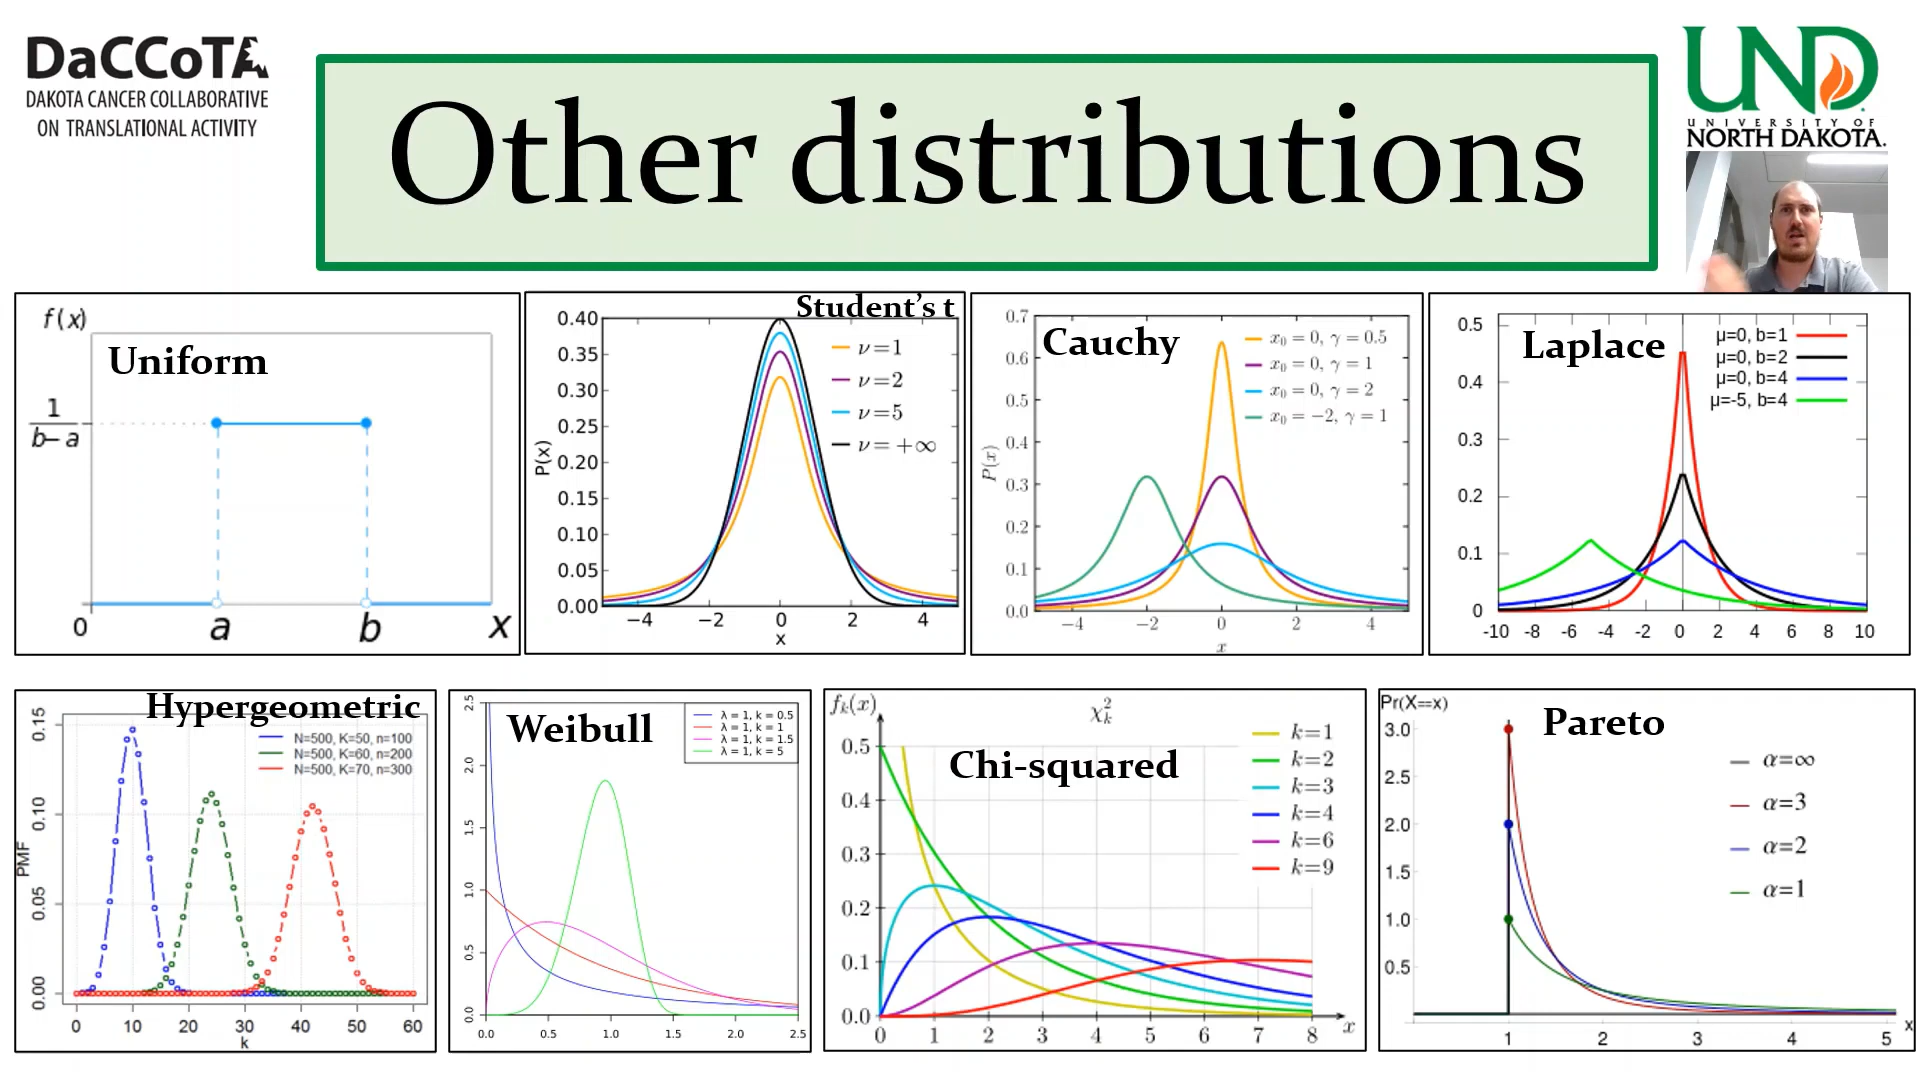 DaCCoTA
DAKOTA CANCER COLLABORATIVE
ON TRANSLATIONAL ACTIVITY
Other distributions
UND
UNIVERSITY OF
NORTH DAKOTA.
f(x)
Uniform
1
b–a
0
a
b
x
Student's t
0.40
0.35
0.30
0.25
0.20
0.15
0.10
0.05
0.00
P(x)
ν=1
ν=2
ν=5
ν=+∞
−4 −2 0 2 4
x
Cauchy
0.7
0.6
0.5
0.4
0.3
0.2
0.1
0.0
P(x)
x₀ = 0, γ = 0.5
x₀ = 0, γ = 1
x₀ = 0, γ = 2
x₀ = −2, γ = 1
−4 −2 0 2 4
x
Laplace
0.5
0.4
0.3
0.2
0.1
0
μ=0, b=1
μ=0, b=2
μ=0, b=4
μ=-5, b=4
-10 -8 -6 -4 -2 0 2 4 6 8 10
Hypergeometric
0.15
0.10
0.05
0.00
PMF
N=500, K=50, n=100
N=500, K=60, n=200
N=500, K=70, n=300
0 10 20 30 40 50 60
k
Weibull
2.5
2.0
1.5
1.0
0.5
0.0
λ = 1, k = 0.5
λ = 1, k = 1
λ = 1, k = 1.5
λ = 1, k = 5
0.0 0.5 1.0 1.5 2.0 2.5
fₖ(x)
χ²ₖ
Chi-squared
0.5
0.4
0.3
0.2
0.1
0.0
k=1
k=2
k=3
k=4
k=6
k=9
0 1 2 3 4 5 6 7 8
x
Pr(X==x)
Pareto
3.0
2.5
2.0
1.5
1.0
0.5
α=∞
α=3
α=2
α=1
1 2 3 4 5
x